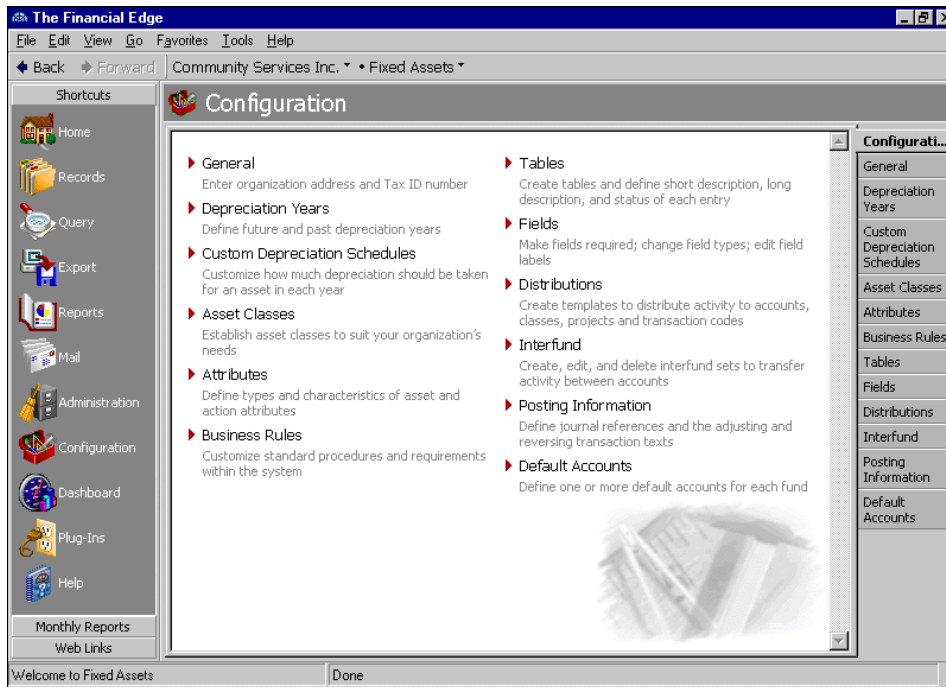 The Financial Edge
File Edit View Go Favorites Tools Help
Back Forward Community Services Inc. • Fixed Assets
Shortcuts
Home
Records
Query
Export
Reports
Mail
Administration
Configuration
Dashboard
Plug-Ins
Help
Monthly Reports
Web Links
Configuration
General
Enter organization address and Tax ID number
Depreciation Years
Define future and past depreciation years
Custom Depreciation Schedules
Customize how much depreciation should be taken
for an asset in each year
Asset Classes
Establish asset classes to suit your organization's
needs
Attributes
Define types and characteristics of asset and
action attributes
Business Rules
Customize standard procedures and requirements
within the system
Tables
Create tables and define short description, long
description, and status of each entry
Fields
Make fields required; change field types; edit field
labels
Distributions
Create templates to distribute activity to accounts,
classes, projects and transaction codes
Interfund
Create, edit, and delete interfund sets to transfer
activity between accounts
Posting Information
Define journal references and the adjusting and
reversing transaction texts
Default Accounts
Define one or more default accounts for each fund
Configurati...
General
Depreciation
Years
Custom
Depreciation
Schedules
Asset Classes
Attributes
Business Rules
Tables
Fields
Distributions
Interfund
Posting
Information
Default
Accounts
Welcome to Fixed Assets
Done